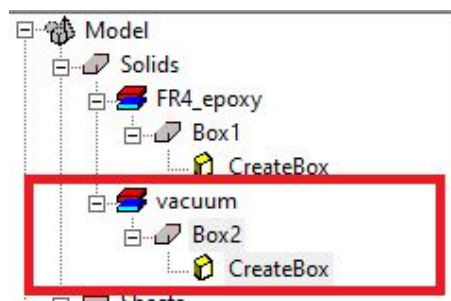 Model
Solids
FR4_epoxy
Box1
CreateBox
vacuum
Box2
CreateBox